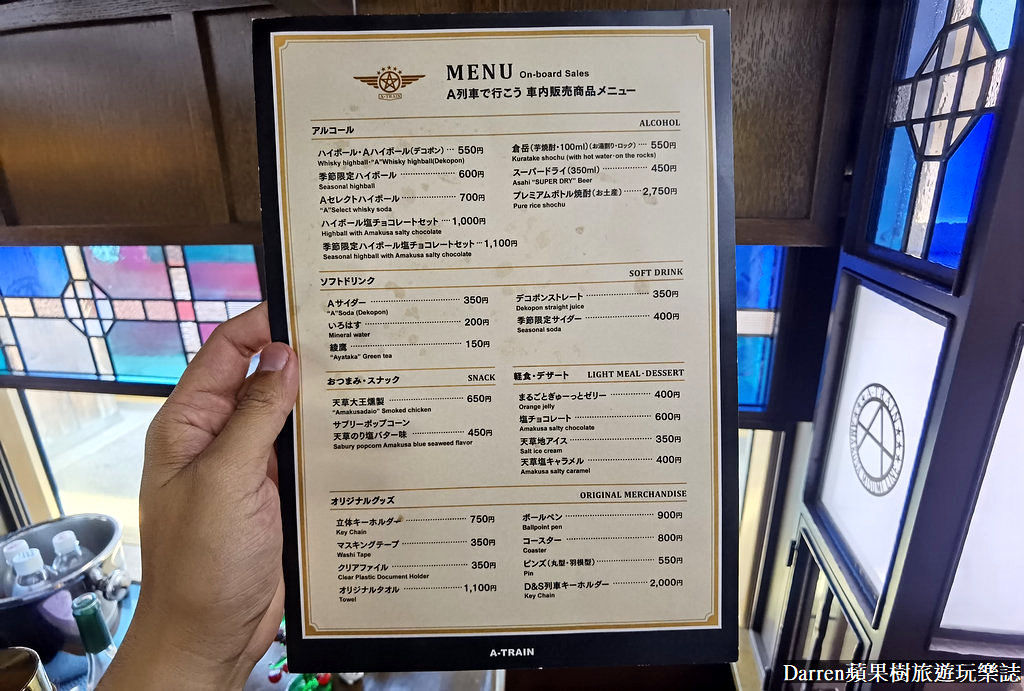 MENU On-board Sales
A列車で行こう 車内販売商品メニュー
A-TRAIN
アルコール ALCOHOL
ハイボール・Aハイボール(デコポン) … 550円
Whisky highball・"A"Whisky highball(Dekopon)
季節限定ハイボール 600円
Seasonal highball
Aセレクトハイボール 700円
"A"Select whisky soda
ハイボール塩チョコレートセット … 1,000円
Highball with Amakusa salty chocolate
季節限定ハイボール塩チョコレートセット … 1,100円
Seasonal highball with Amakusa salty chocolate
倉岳(芋焼酎・100ml)(お湯割り・ロック) … 550円
Kuratake shochu (with hot water・on the rocks)
スーパードライ(350ml) 450円
Asahi "SUPER DRY" Beer
プレミアムボトル焼酎(お土産) 2,750円
Pure rice shochu
ソフトドリンク SOFT DRINK
Aサイダー 350円
"A"Soda (Dekopon)
いろはす 200円
Mineral water
綾鷹 150円
"Ayataka" Green tea
デコポンストレート 350円
Dekopon straight juice
季節限定サイダー 400円
Seasonal soda
おつまみ・スナック SNACK
天草大王燻製 650円
"Amakusadaio" Smoked chicken
サブリーポップコーン
天草のり塩バター味 450円
Sabury popcorn Amakusa blue seaweed flavor
軽食・デザート LIGHT MEAL・DESSERT
まるごとぎゅーっとゼリー 400円
Orange jelly
塩チョコレート 600円
Amakusa salty chocolate
天草地アイス 350円
Salt ice cream
天草塩キャラメル 400円
Amakusa salty caramel
オリジナルグッズ ORIGINAL MERCHANDISE
立体キーホルダー 750円
Key Chain
マスキングテープ 350円
Washi Tape
クリアファイル 350円
Clear Plastic Document Holder
オリジナルタオル 1,100円
Towel
ボールペン 900円
Ballpoint pen
コースター 800円
Coaster
ピンズ(丸型・羽根型) 550円
Pin
D&S列車キーホルダー 2,000円
Key Chain
A-TRAIN
Darren蘋果樹旅遊玩樂誌